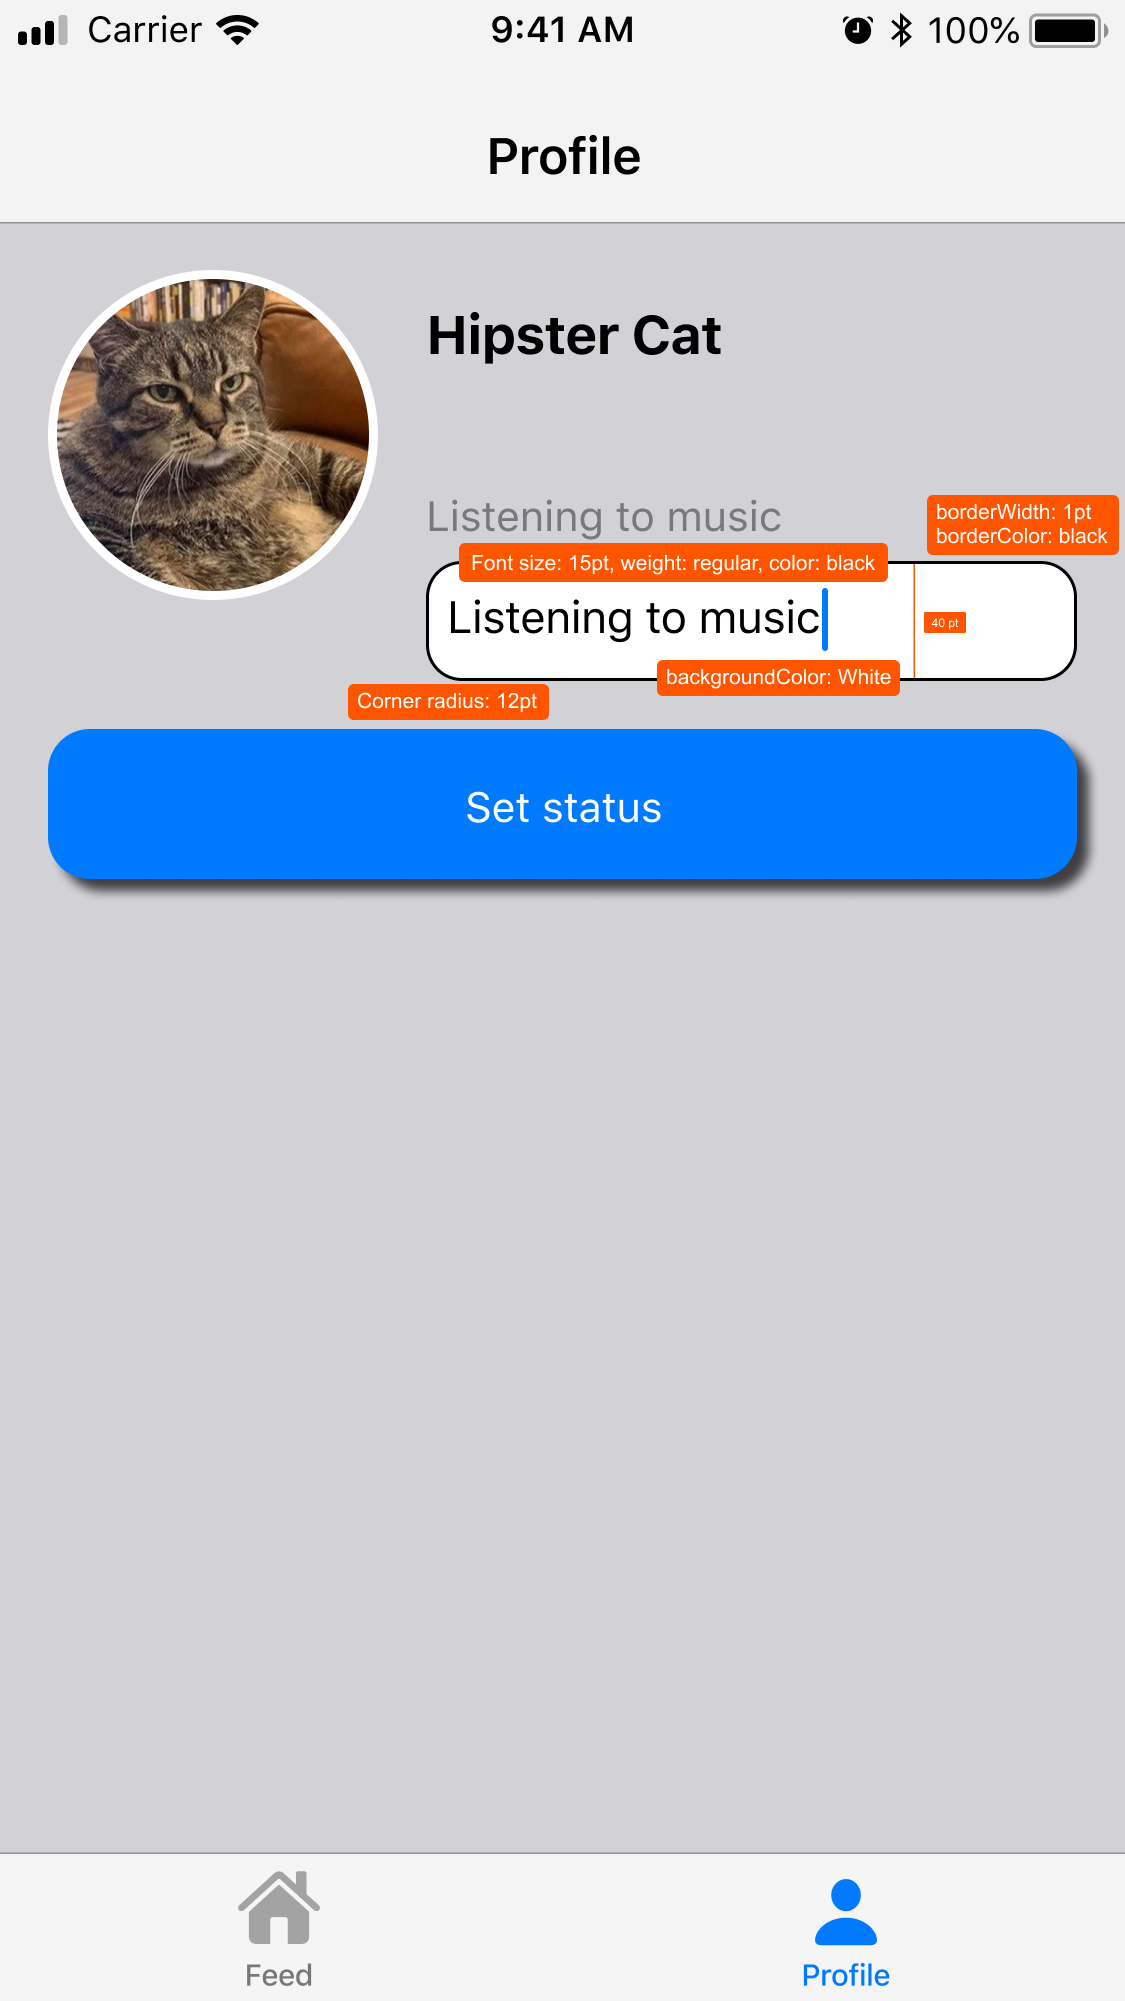 Carrier 9:41 AM 100%
Profile
Hipster Cat
Listening to music
borderWidth: 1pt
borderColor: black
Font size: 15pt, weight: regular, color: black
Listening to music
40 pt
backgroundColor: White
Corner radius: 12pt
Set status
Feed Profile